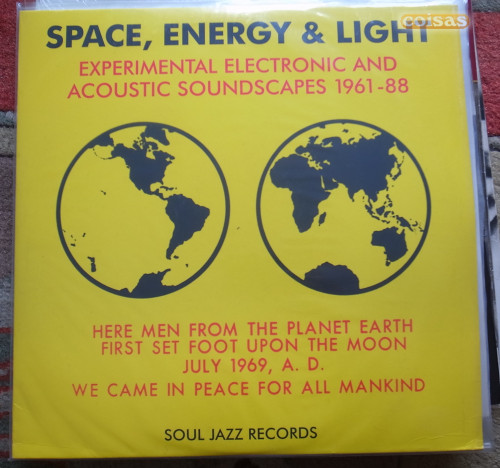 coisas
SPACE, ENERGY & LIGHT
EXPERIMENTAL ELECTRONIC AND
ACOUSTIC SOUNDSCAPES 1961-88
HERE MEN FROM THE PLANET EARTH
FIRST SET FOOT UPON THE MOON
JULY 1969, A. D.
WE CAME IN PEACE FOR ALL MANKIND
SOUL JAZZ RECORDS